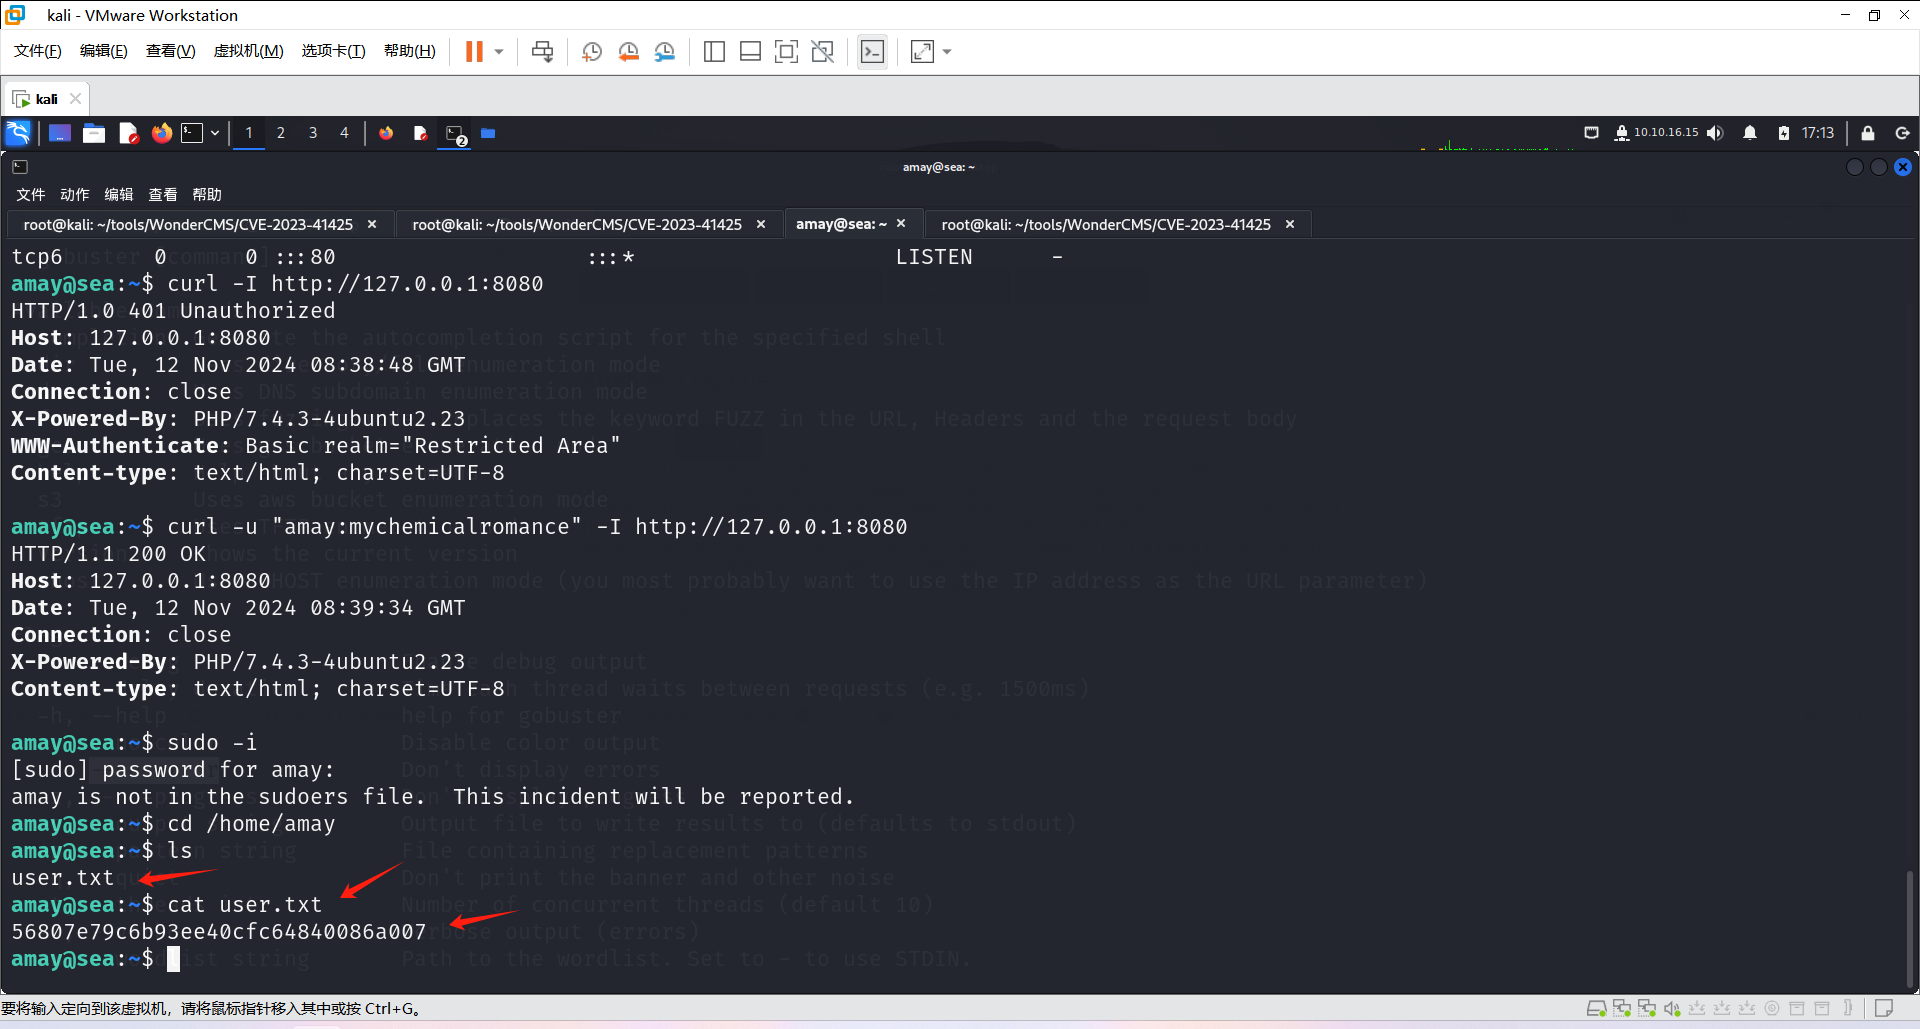 kali - VMware Workstation
文件(F) 编辑(E) 查看(V) 虚拟机(M) 选项卡(T) 帮助(H)
kali
1 2 3 4 2 10.10.16.15 17:13
amay@sea: ~
文件 动作 编辑 查看 帮助
root@kali: ~/tools/WonderCMS/CVE-2023-41425 root@kali: ~/tools/WonderCMS/CVE-2023-41425 amay@sea: ~ root@kali: ~/tools/WonderCMS/CVE-2023-41425
tcp6 0 0 :::80 :::* LISTEN -
amay@sea:~$ curl -I http://127.0.0.1:8080
HTTP/1.0 401 Unauthorized
Host: 127.0.0.1:8080
Date: Tue, 12 Nov 2024 08:38:48 GMT
Connection: close
X-Powered-By: PHP/7.4.3-4ubuntu2.23
WWW-Authenticate: Basic realm="Restricted Area"
Content-type: text/html; charset=UTF-8
s3 Uses aws bucket enumeration mode
amay@sea:~$ curl -u "amay:mychemicalromance" -I http://127.0.0.1:8080
HTTP/1.1 200 OK
Host: 127.0.0.1:8080
Date: Tue, 12 Nov 2024 08:39:34 GMT
Connection: close
X-Powered-By: PHP/7.4.3-4ubuntu2.23
Content-type: text/html; charset=UTF-8
-h, --help help for gobuster
amay@sea:~$ sudo -i
[sudo] password for amay:
amay is not in the sudoers file.  This incident will be reported.
amay@sea:~$ cd /home/amay
amay@sea:~$ ls
user.txt
amay@sea:~$ cat user.txt
56807e79c6b93ee40cfc64840086a007
amay@sea:~$
要将输入定向到该虚拟机，请将鼠标指针移入其中或按 Ctrl+G。